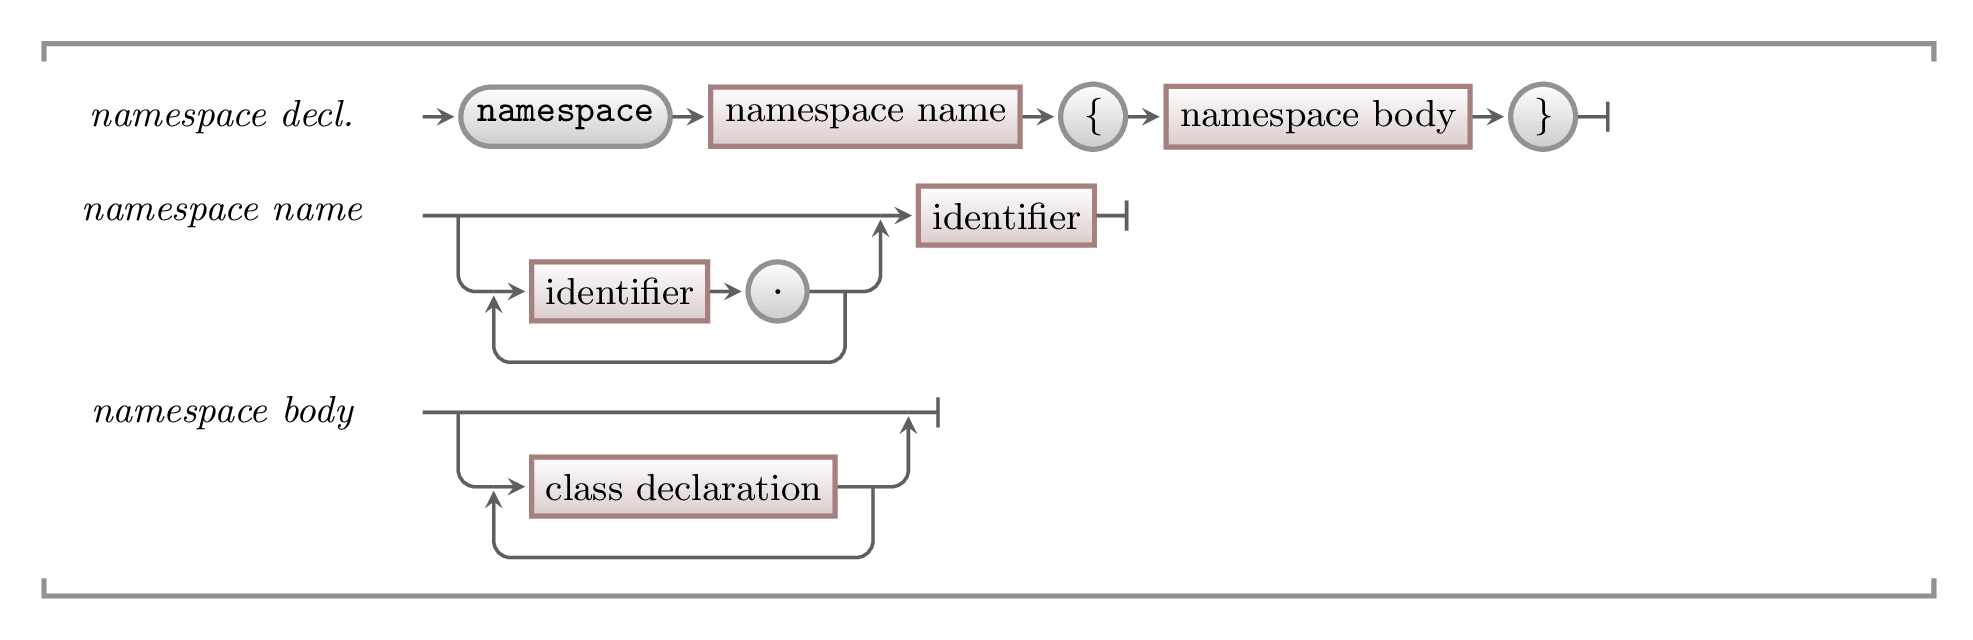 namespace decl. namespace namespace name { namespace body }
namespace name identifier
identifier .
namespace body
class declaration